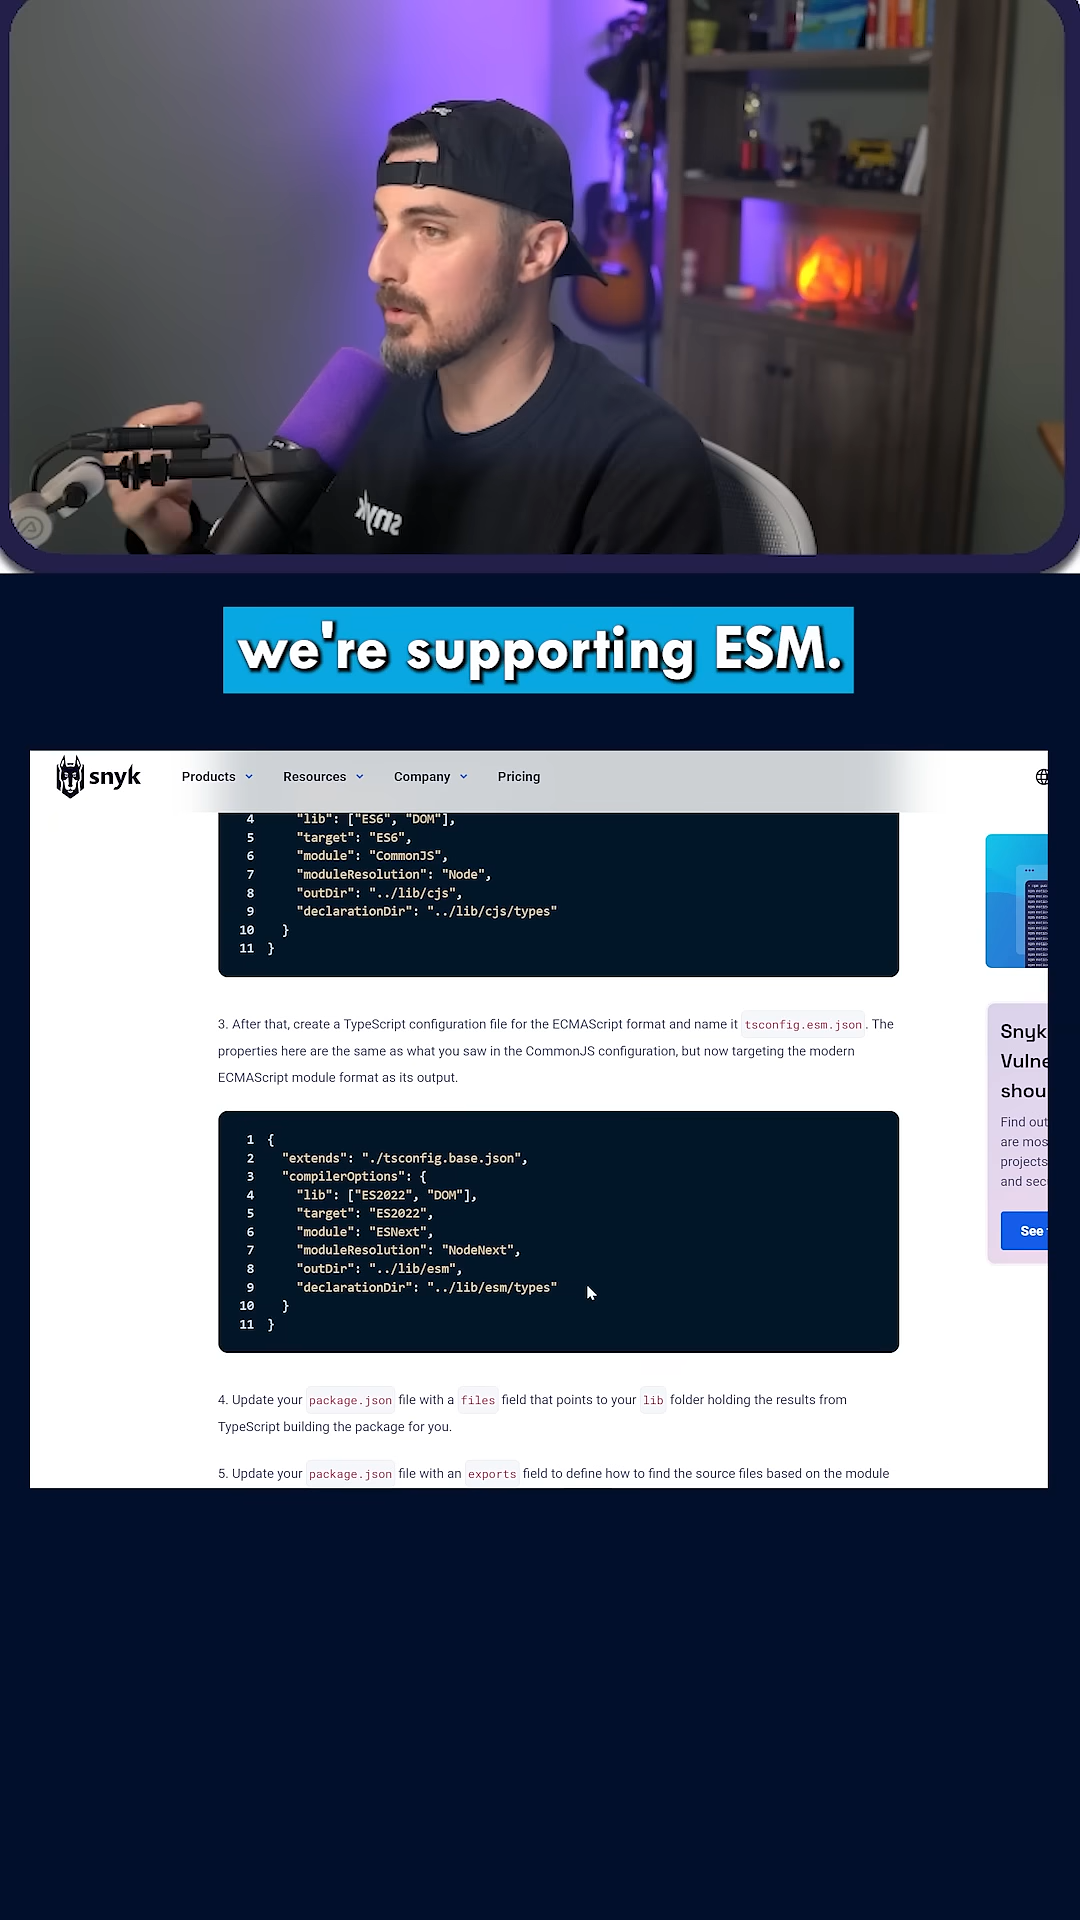 snyk
we're supporting ESM.
snyk
Products
Resources
Company
Pricing
4 "lib": ["ES6", "DOM"],
5 "target": "ES6",
6 "module": "CommonJS",
7 "moduleResolution": "Node",
8 "outDir": "../lib/cjs",
9 "declarationDir": "../lib/cjs/types"
10 }
11 }
3. After that, create a TypeScript configuration file for the ECMAScript format and name it tsconfig.esm.json. The
properties here are the same as what you saw in the CommonJS configuration, but now targeting the modern
ECMAScript module format as its output.
1 {
2 "extends": "./tsconfig.base.json",
3 "compilerOptions": {
4 "lib": ["ES2022", "DOM"],
5 "target": "ES2022",
6 "module": "ESNext",
7 "moduleResolution": "NodeNext",
8 "outDir": "../lib/esm",
9 "declarationDir": "../lib/esm/types"
10 }
11 }
4. Update your package.json file with a files field that points to your lib folder holding the results from
TypeScript building the package for you.
5. Update your package.json file with an exports field to define how to find the source files based on the module
Snyk
Vulne
shou
Find out
are mos
projects
and sec
See